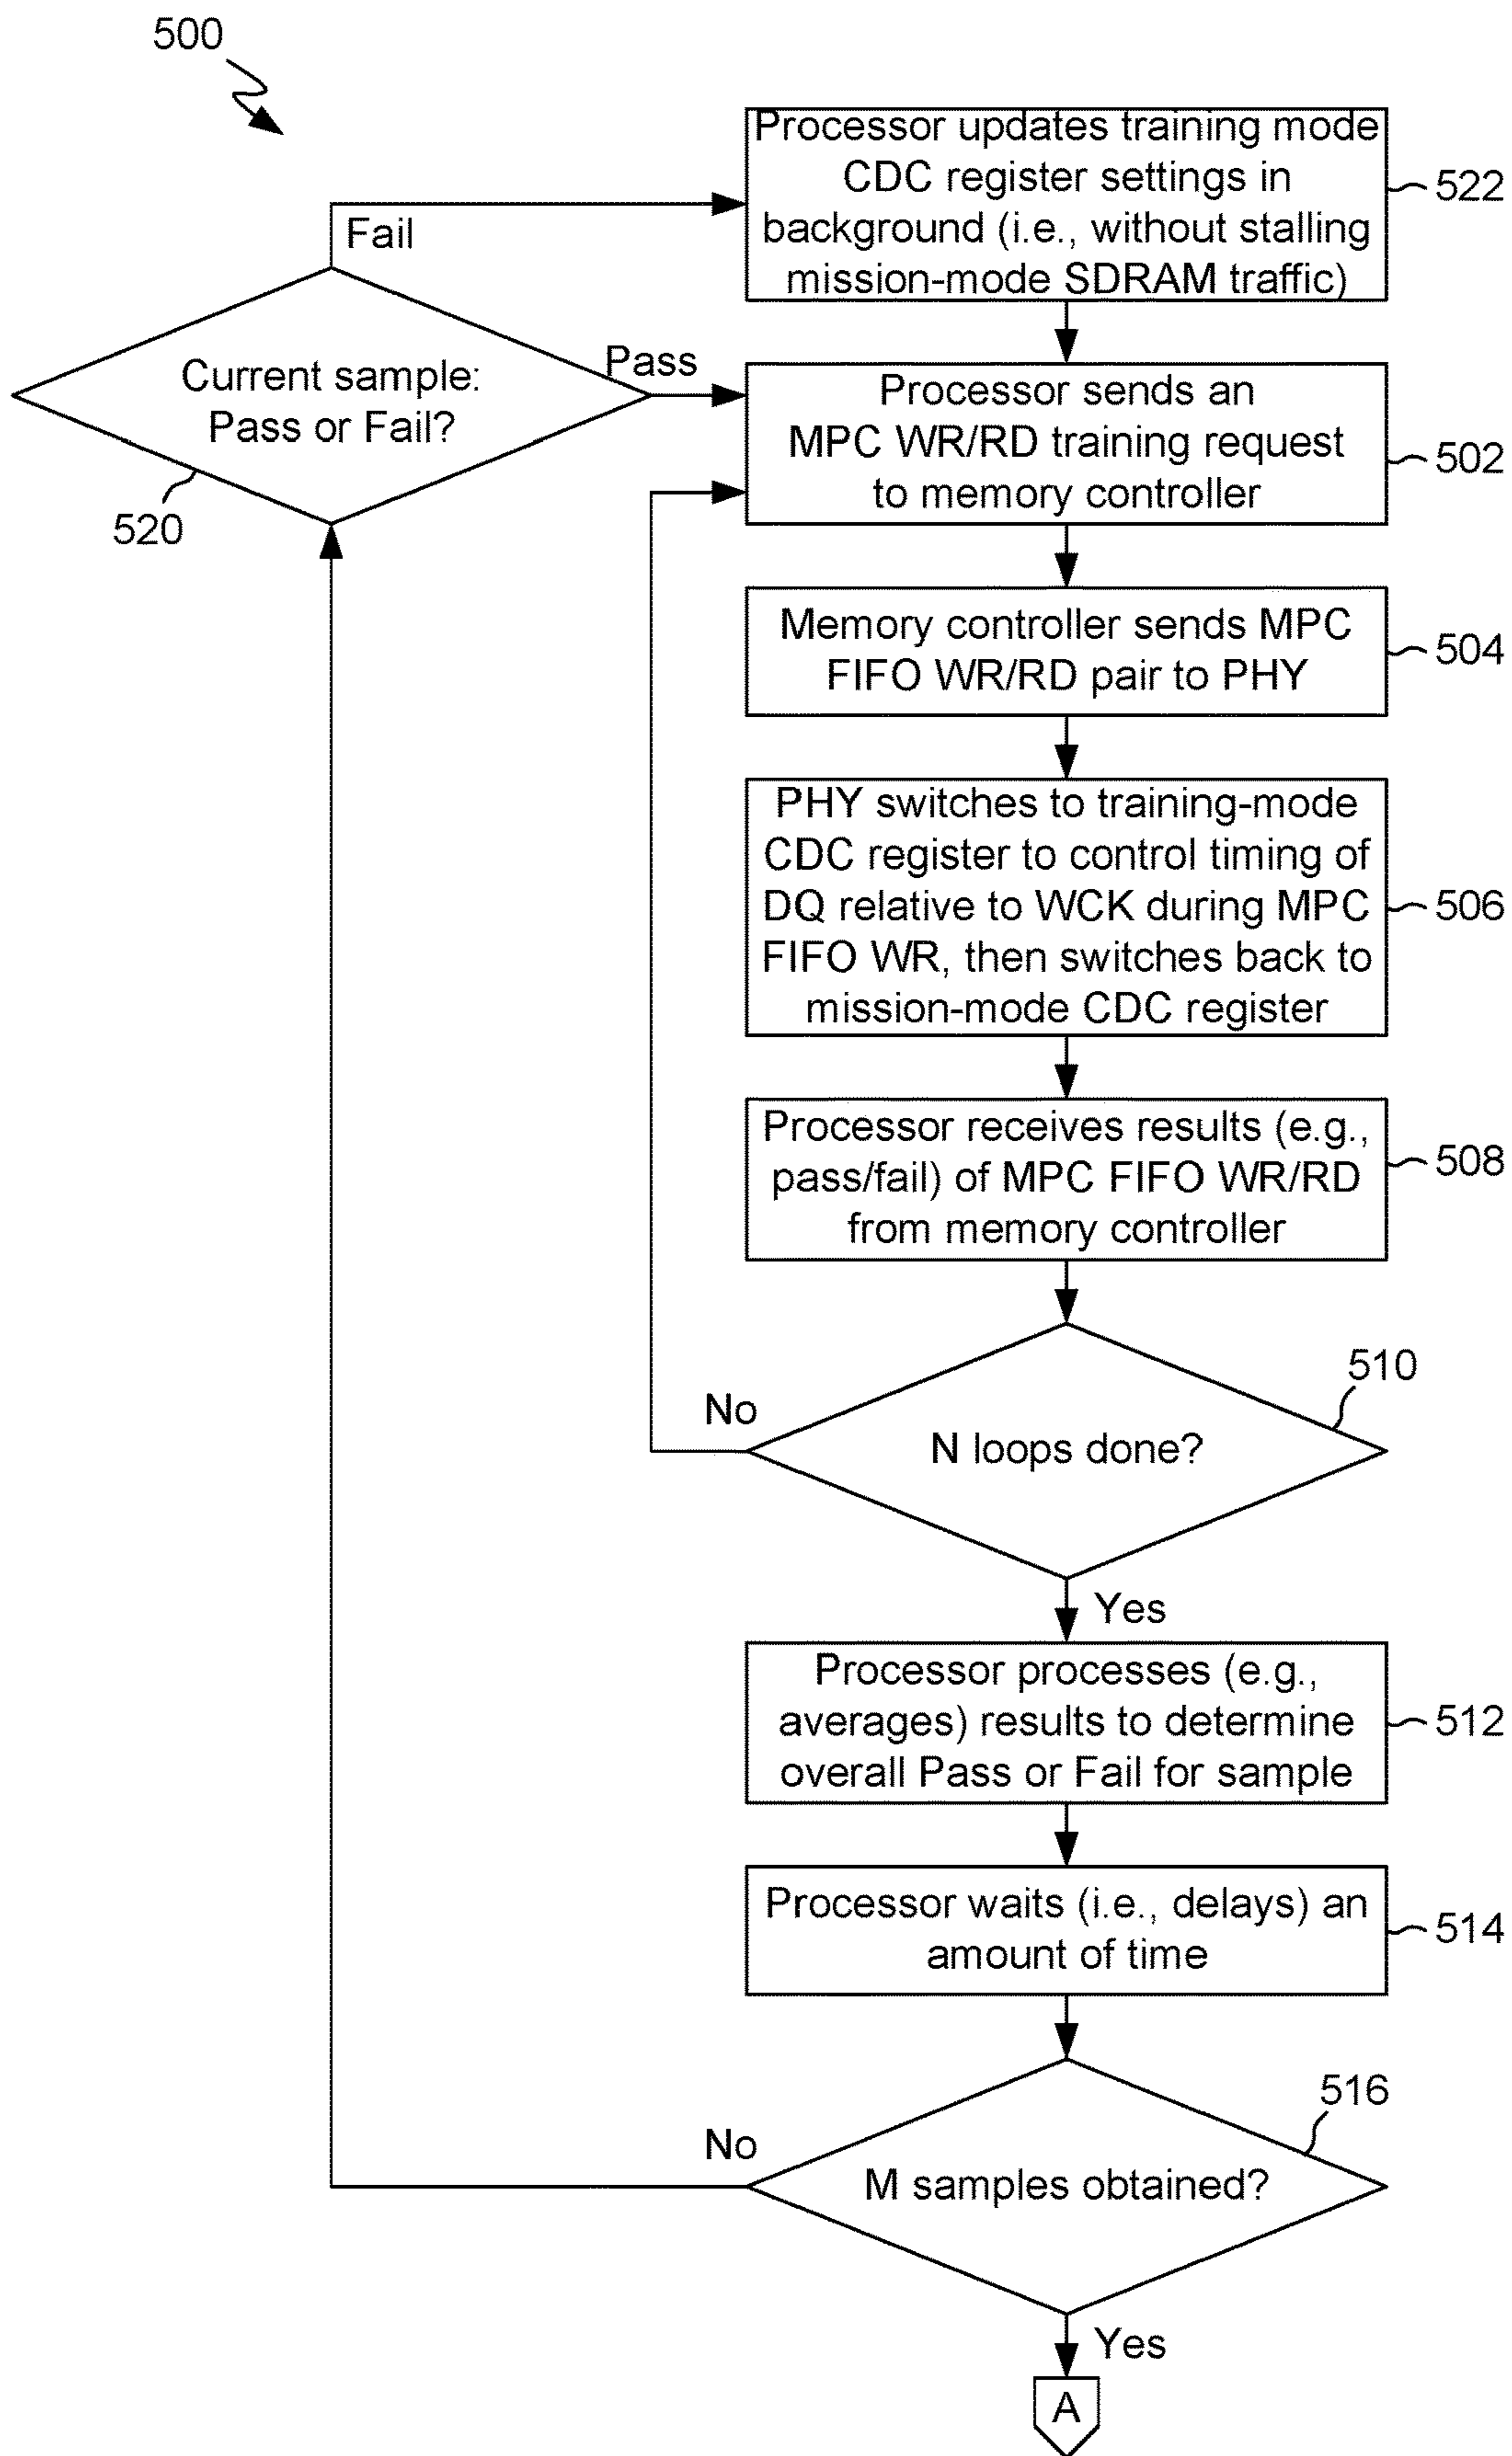 500
Processor updates training mode
CDC register settings in
background (i.e., without stalling
mission-mode SDRAM traffic)
522
Fail
Current sample:
Pass or Fail?
Pass
520
Processor sends an
MPC WR/RD training request
to memory controller
502
Memory controller sends MPC
FIFO WR/RD pair to PHY
504
PHY switches to training-mode
CDC register to control timing of
DQ relative to WCK during MPC
FIFO WR, then switches back to
mission-mode CDC register
506
Processor receives results (e.g.,
pass/fail) of MPC FIFO WR/RD
from memory controller
508
510
No
N loops done?
Yes
Processor processes (e.g.,
averages) results to determine
overall Pass or Fail for sample
512
Processor waits (i.e., delays) an
amount of time
514
516
No
M samples obtained?
Yes
A